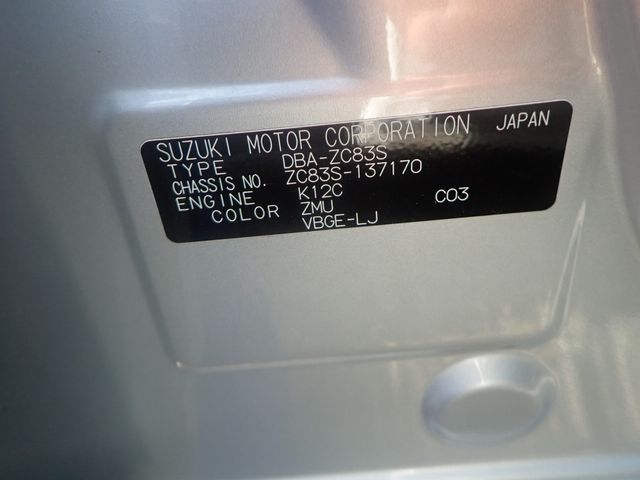 SUZUKI MOTOR CORPORATION JAPAN
TYPE DBA-ZC83S
CHASSIS NO. ZC83S-137170
ENGINE K12C
COLOR ZMU C03
VBGE-LJ